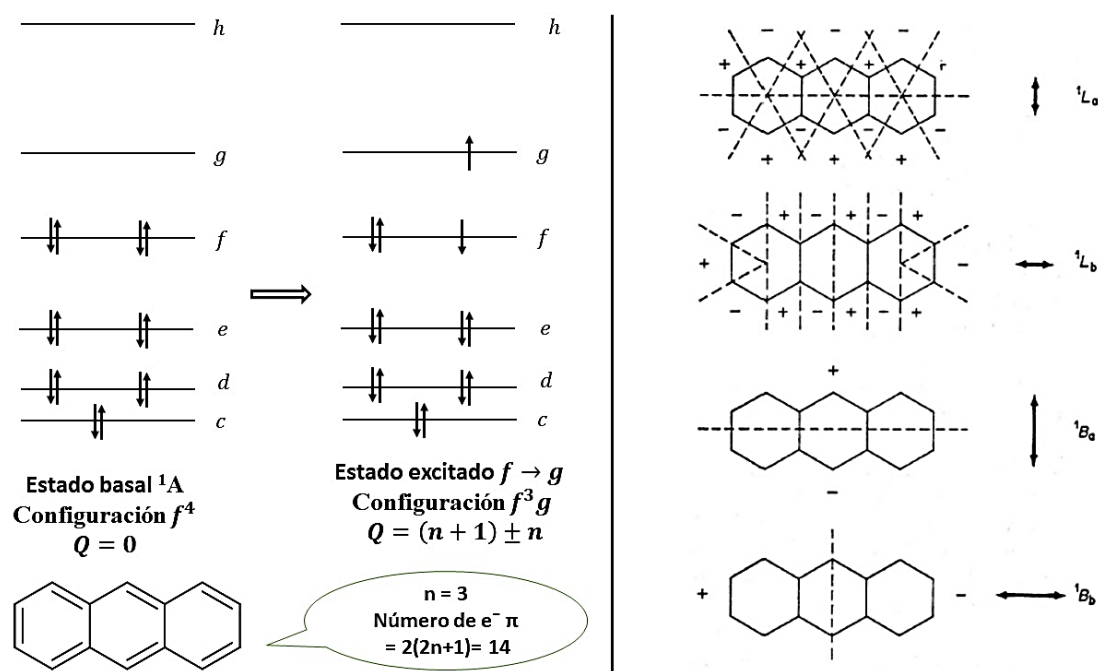 h
g
f
e
d
c
Estado basal ¹A
Configuración f⁴
Q = 0
h
g
f
e
d
c
Estado excitado f → g
Configuración f³ g
Q = (n + 1) ± n
n = 3
Número de e⁻ π
= 2(2n+1)= 14
- - -
+ + +
¹Lₐ
- - -
+ + +
- + - + - +
+ - ¹L_b
- + - + - +
+
¹Bₐ
-
+ - ¹B_b